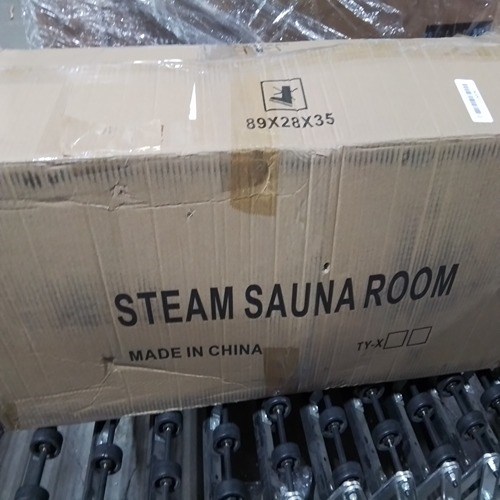 89X28X35
STEAM SAUNA ROOM
MADE IN CHINA
TY-X